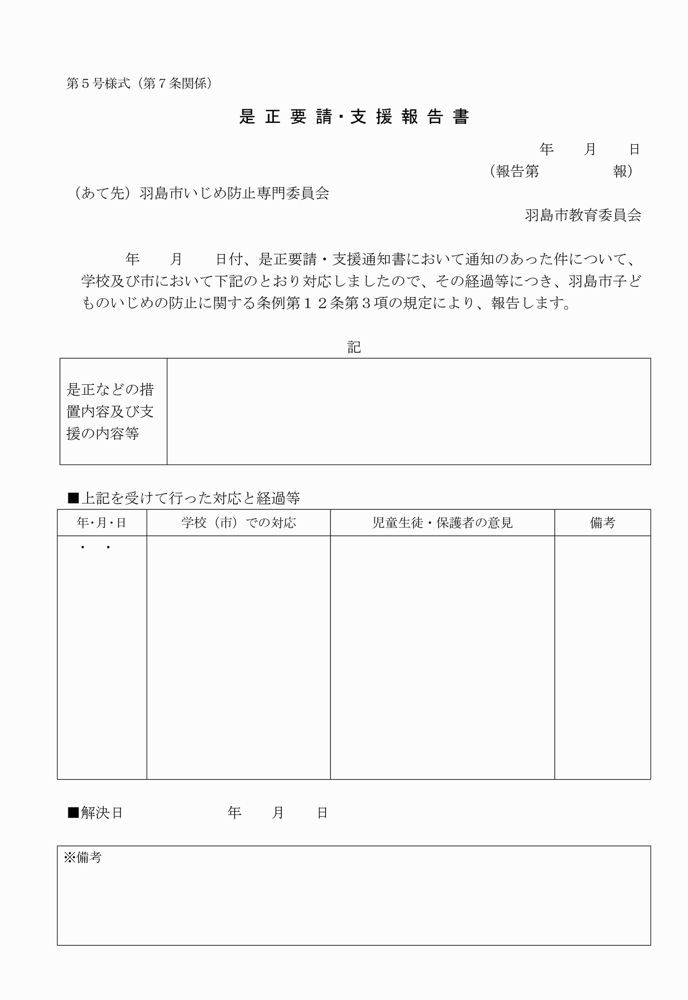 第５号様式（第７条関係）
是正要請・支援報告書
年　　月　　日
（報告第　　　　　報）
（あて先）羽島市いじめ防止専門委員会
羽島市教育委員会
年　　月　　日付、是正要請・支援通知書において通知のあった件について、
学校及び市において下記のとおり対応しましたので、その経過等につき、羽島市子ど
ものいじめの防止に関する条例第１２条第３項の規定により、報告します。
記
是正などの措
置内容及び支
援の内容等
■上記を受けて行った対応と経過等
年・月・日　学校（市）での対応　児童生徒・保護者の意見　備考
・　・
■解決日　　　　　　　年　　月　　日
※備考